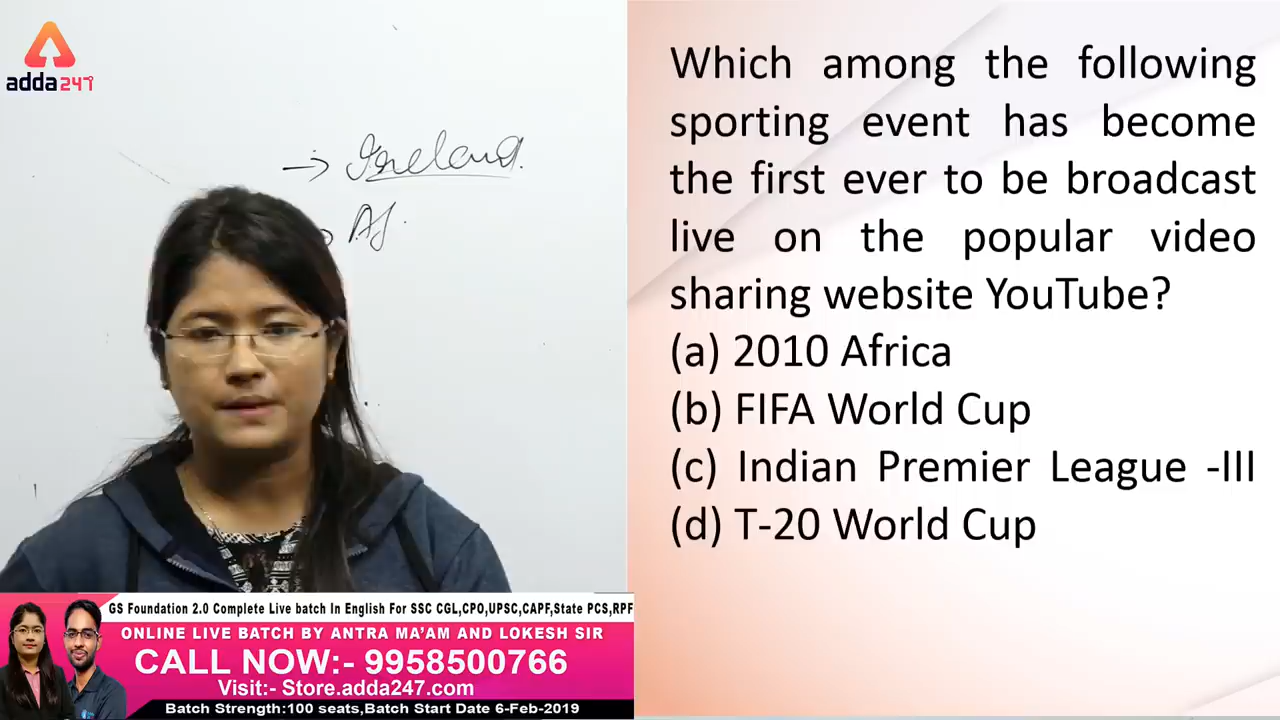 adda247
Ireland.
Af.
Which among the following
sporting event has become
the first ever to be broadcast
live on the popular video
sharing website YouTube?
(a) 2010 Africa
(b) FIFA World Cup
(c) Indian Premier League -III
(d) T-20 World Cup
GS Foundation 2.0 Complete Live batch In English For SSC CGL,CPO,UPSC,CAPF,State PCS,RPF
ONLINE LIVE BATCH BY ANTRA MA'AM AND LOKESH SIR
CALL NOW:- 9958500766
Visit:- Store.adda247.com
Batch Strength:100 seats,Batch Start Date 6-Feb-2019